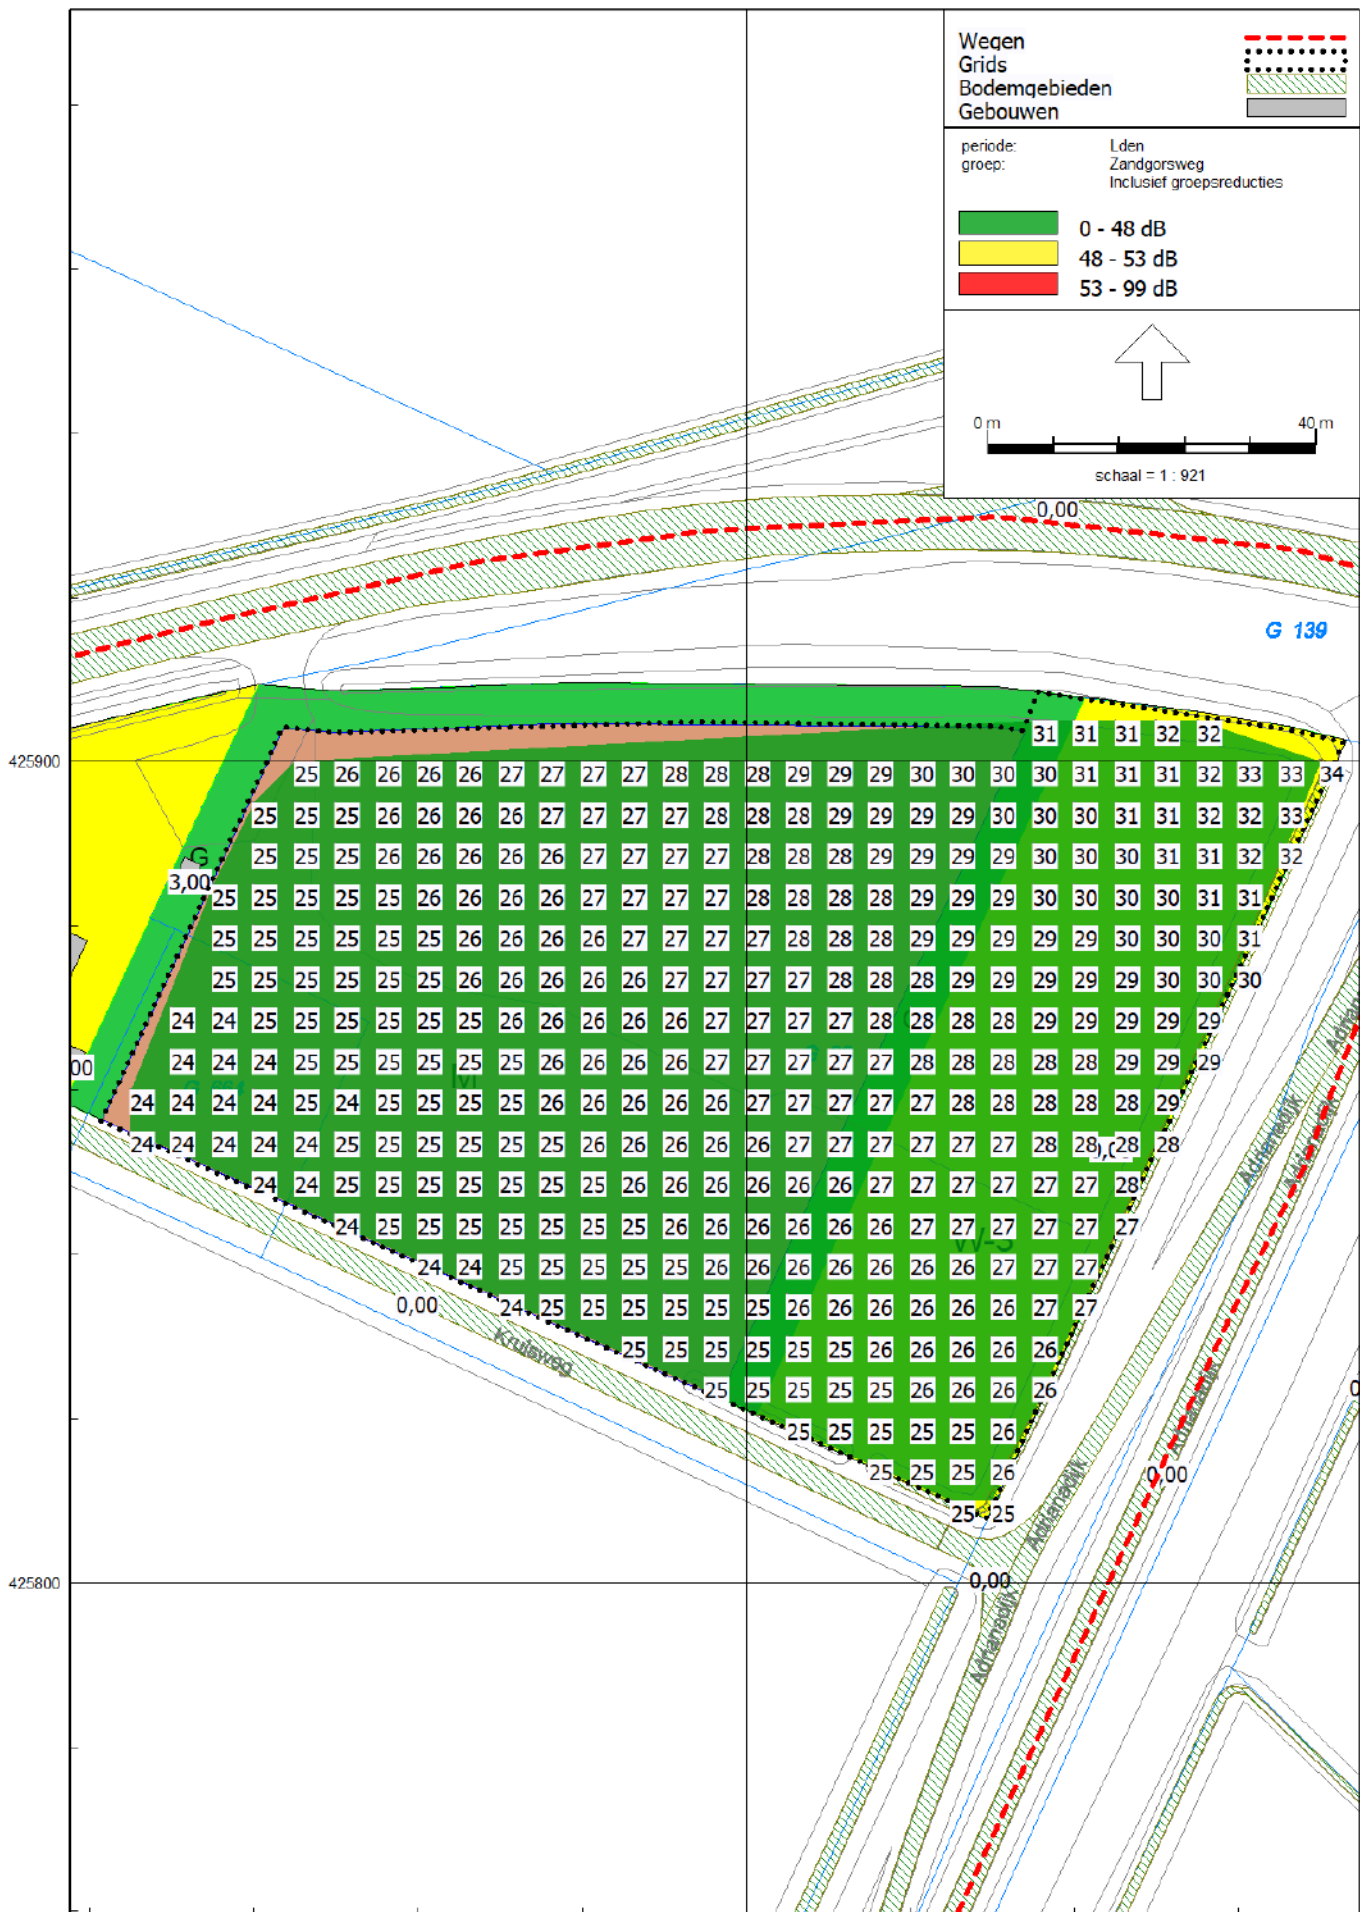 Wegen
Grids
Bodemgebieden
Gebouwen
periode: Lden
groep: Zandgorsweg
Inclusief groepsreducties
0 - 48 dB
48 - 53 dB
53 - 99 dB
0 m 40 m
schaal = 1 : 921
0,00
G 139
31 31 31 32 32
425900
25 26 26 26 26 27 27 27 27 28 28 28 29 29 29 30 30 30 30 31 31 31 32 33 33 34
25 25 25 26 26 26 26 27 27 27 27 28 28 28 29 29 29 29 30 30 30 31 31 32 32 33
G
25 25 25 26 26 26 26 26 27 27 27 27 28 28 28 29 29 29 29 30 30 30 31 31 32 32
3,00
25 25 25 25 26 26 26 26 26 27 27 27 27 28 28 28 28 29 29 29 30 30 30 30 31 31
25 25 25 25 25 25 26 26 26 26 27 27 27 27 28 28 28 29 29 29 29 29 30 30 30 31
25 25 25 25 25 25 26 26 26 26 26 27 27 27 27 28 28 28 29 29 29 29 29 30 30 30
24 24 25 25 25 25 25 25 26 26 26 26 26 27 27 27 27 28 28 28 28 29 29 29 29 29
00
24 24 24 25 25 25 25 25 25 26 26 26 26 27 27 27 27 27 28 28 28 28 28 29 29 29
M
24 24 24 24 25 24 25 25 25 25 26 26 26 26 26 27 27 27 27 27 28 28 28 28 28 29
24 24 24 24 24 25 25 25 25 25 26 26 26 26 26 26 27 27 27 27 27 27 28 28 28 28
24 24 25 25 25 25 25 25 25 26 26 26 26 26 26 27 27 27 27 27 27 28
24 25 25 25 25 25 25 25 26 26 26 26 26 26 27 27 27 27 27 27
24 24 25 25 25 25 25 26 26 26 26 26 26 26 27 27 27
0,00
24 25 25 25 25 25 25 26 26 26 26 26 26 27 27
Kruisweg
25 25 25 25 25 25 26 26 26 26 26
25 25 25 25 25 26 26 26 26
25 25 25 25 25 26
25 25 25 26
25 25
Adrianadijk
Adrianadijk
Adrianadijk
0,00
Adrianadijk
425800
0,00
Adrianadijk